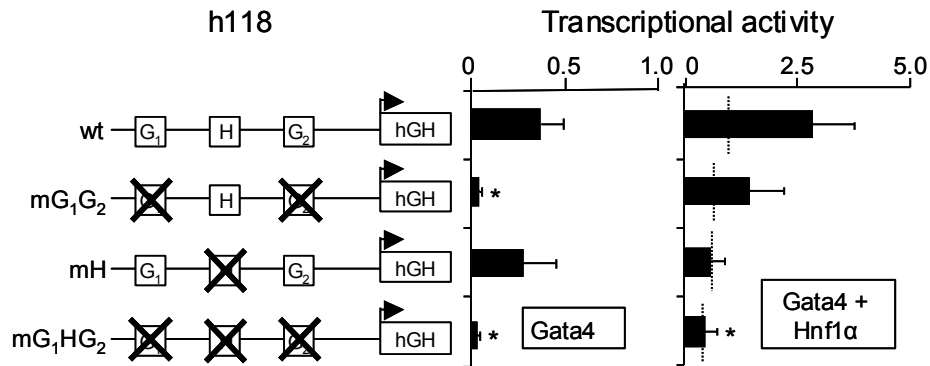 h118 Transcriptional activity
0 0.5 1.0 0 2.5 5.0
wt G₁ H G₂ hGH
mG₁G₂ H hGH *
mH G₁ G₂ hGH
mG₁HG₂ hGH * Gata4 Gata4 + Hnf1α *